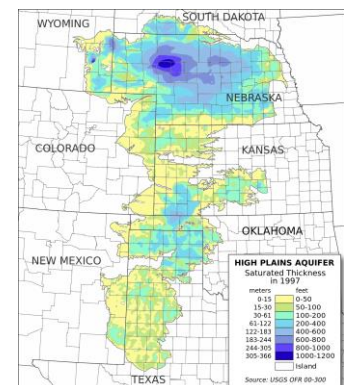 SOUTH DAKOTA
WYOMING
NEBRASKA
COLORADO
KANSAS
OKLAHOMA
NEW MEXICO
TEXAS
HIGH PLAINS AQUIFER
Saturated Thickness
in 1997
meters feet
0-15 0-50
15-30 50-100
30-61 100-200
61-122 200-400
122-183 400-600
183-244 600-800
244-305 800-1000
305-366 1000-1200
Island
Source: USGS OFR 00-300